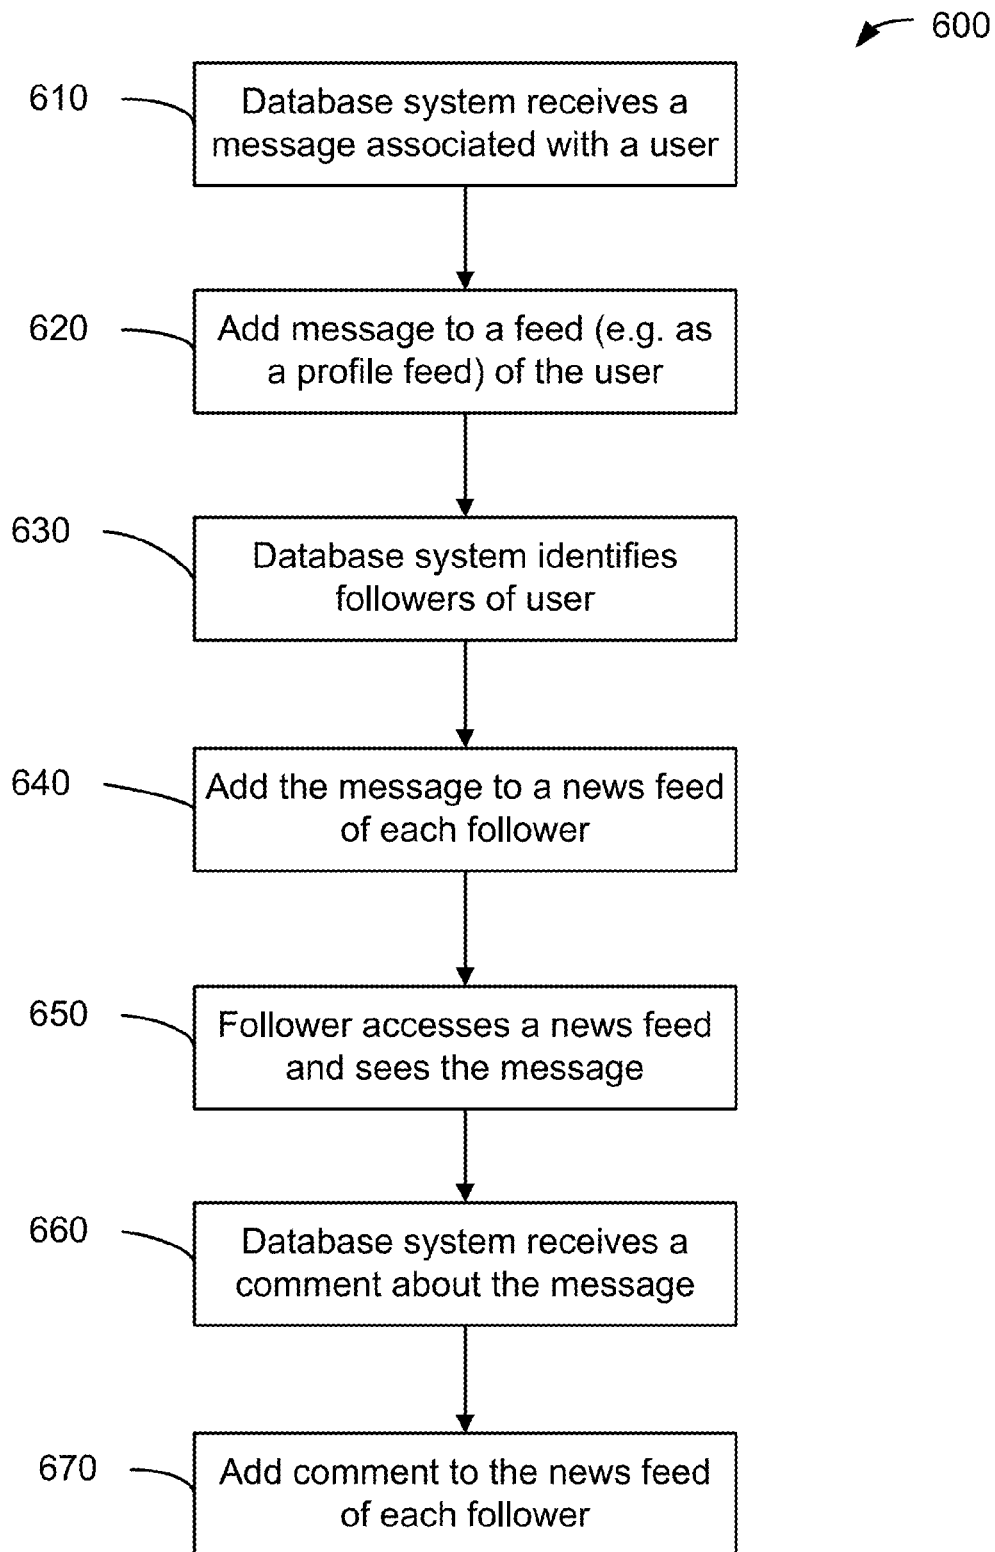 600
610
Database system receives a
message associated with a user
620
Add message to a feed (e.g. as
a profile feed) of the user
630
Database system identifies
followers of user
640
Add the message to a news feed
of each follower
650
Follower accesses a news feed
and sees the message
660
Database system receives a
comment about the message
670
Add comment to the news feed
of each follower